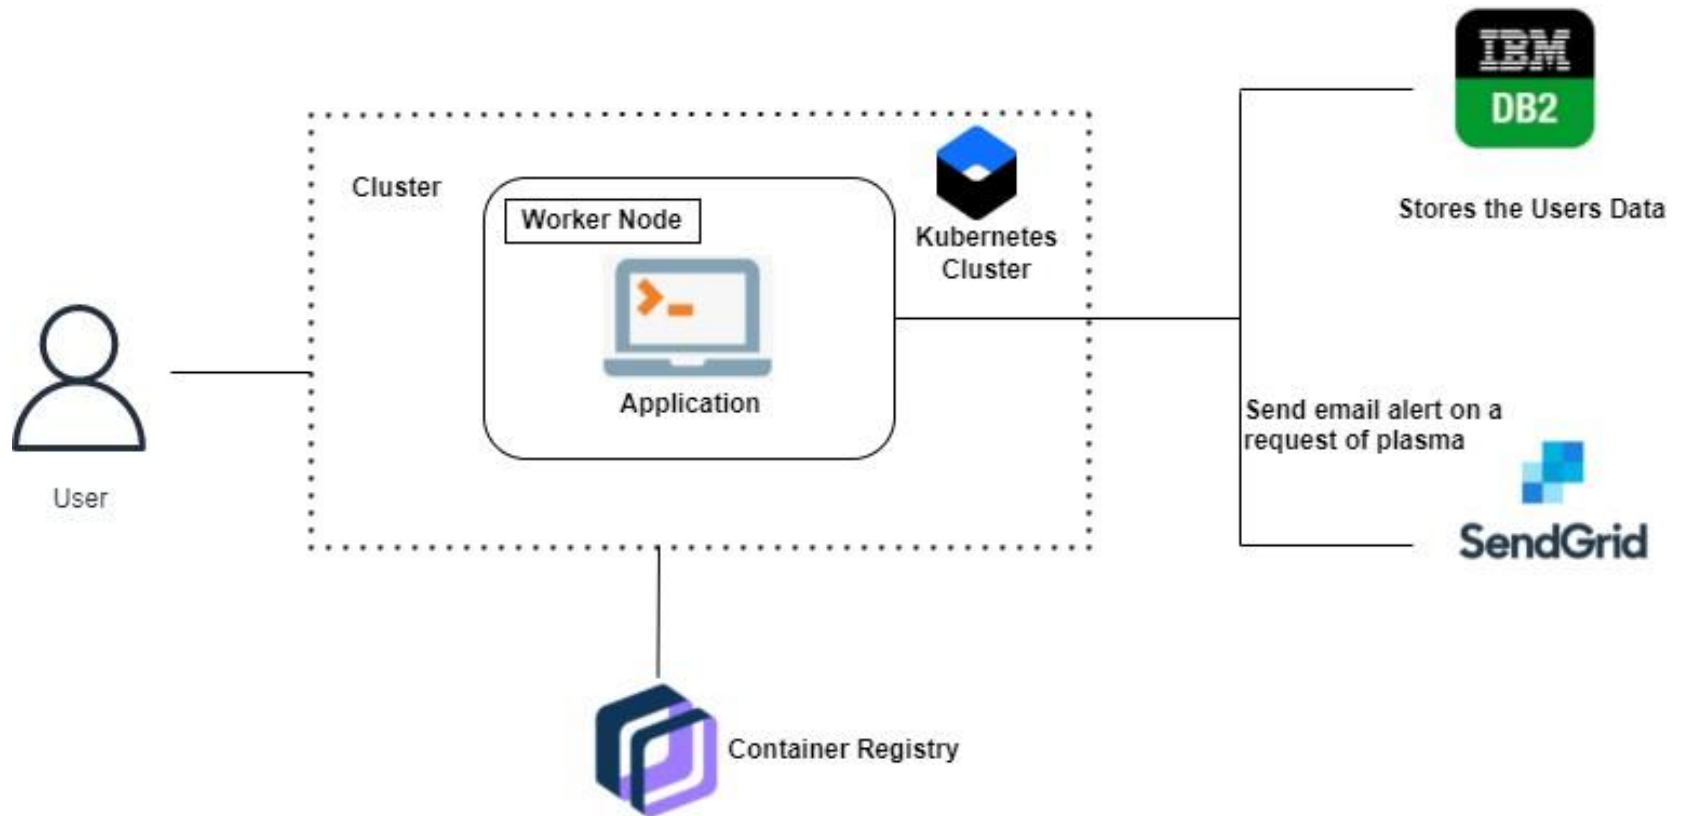 IBM
DB2
Stores the Users Data
Cluster
Worker Node
Kubernetes
Cluster
Application
User
Send email alert on a
request of plasma
SendGrid
Container Registry